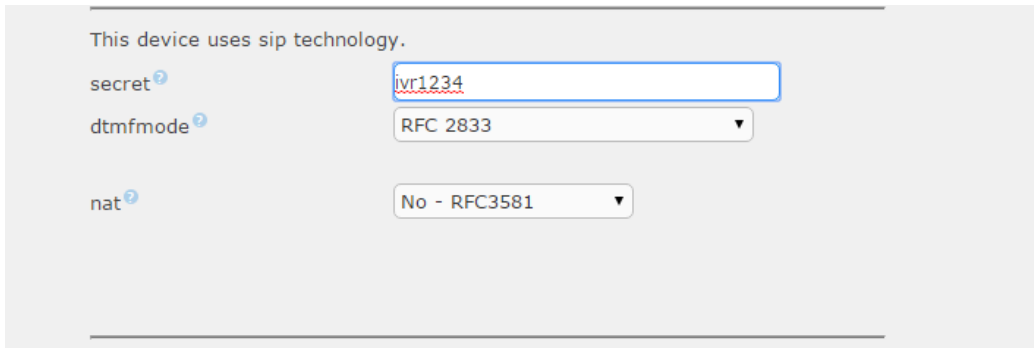 This device uses sip technology.
secret ? ivr1234
dtmfmode ? RFC 2833
nat ? No - RFC3581